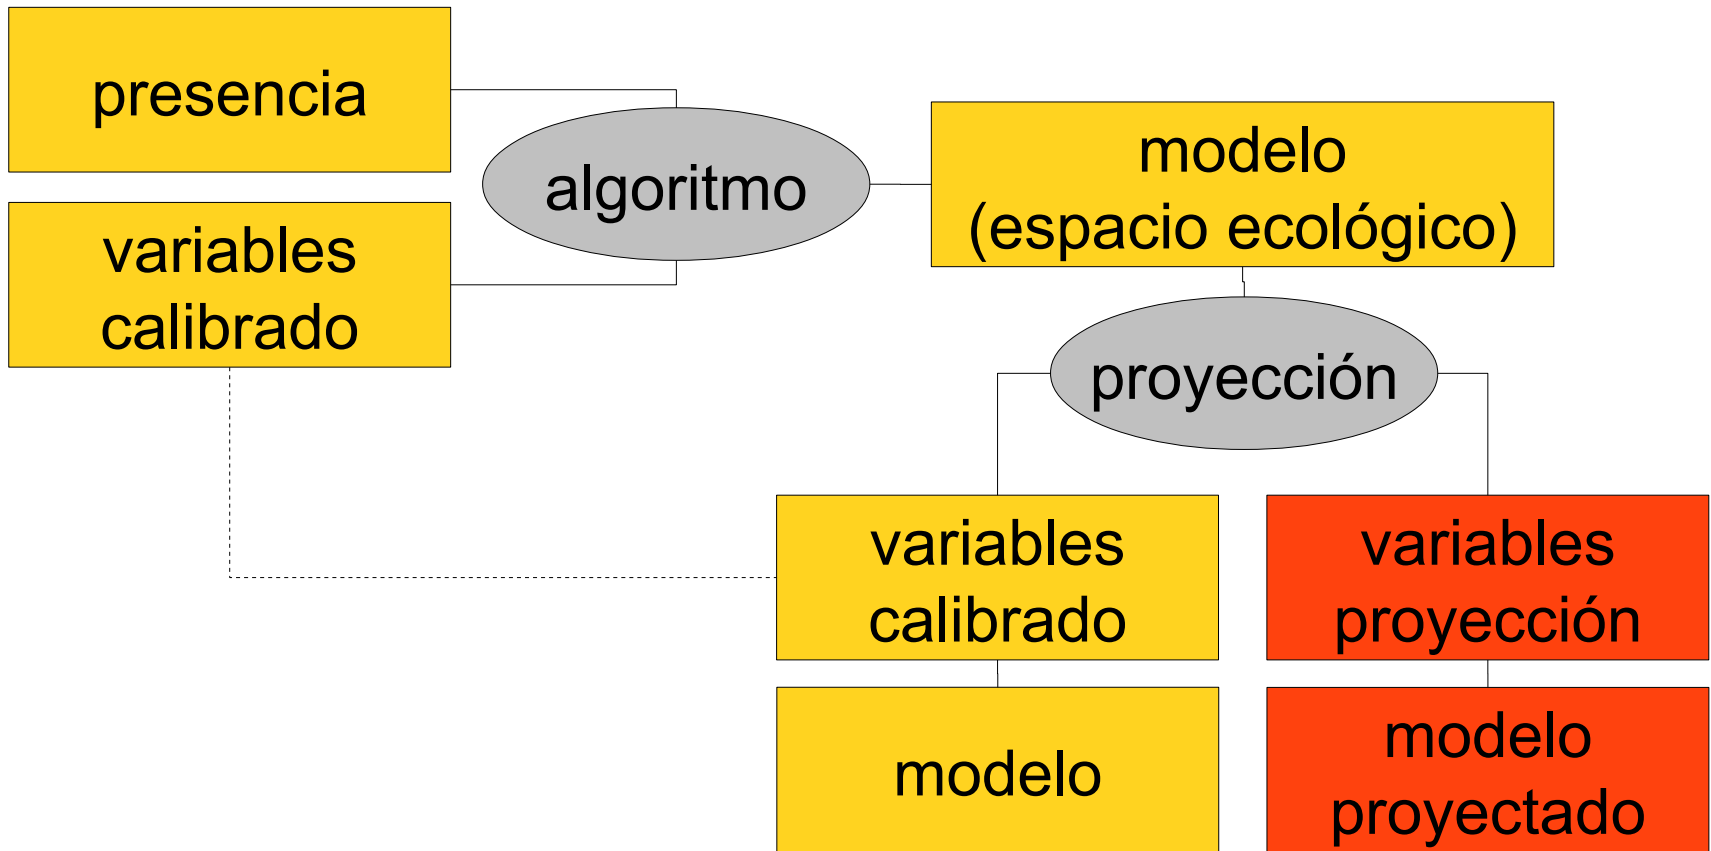 presencia
variables
calibrado
algoritmo
modelo
(espacio ecológico)
proyección
variables
calibrado
modelo
variables
proyección
modelo
proyectado